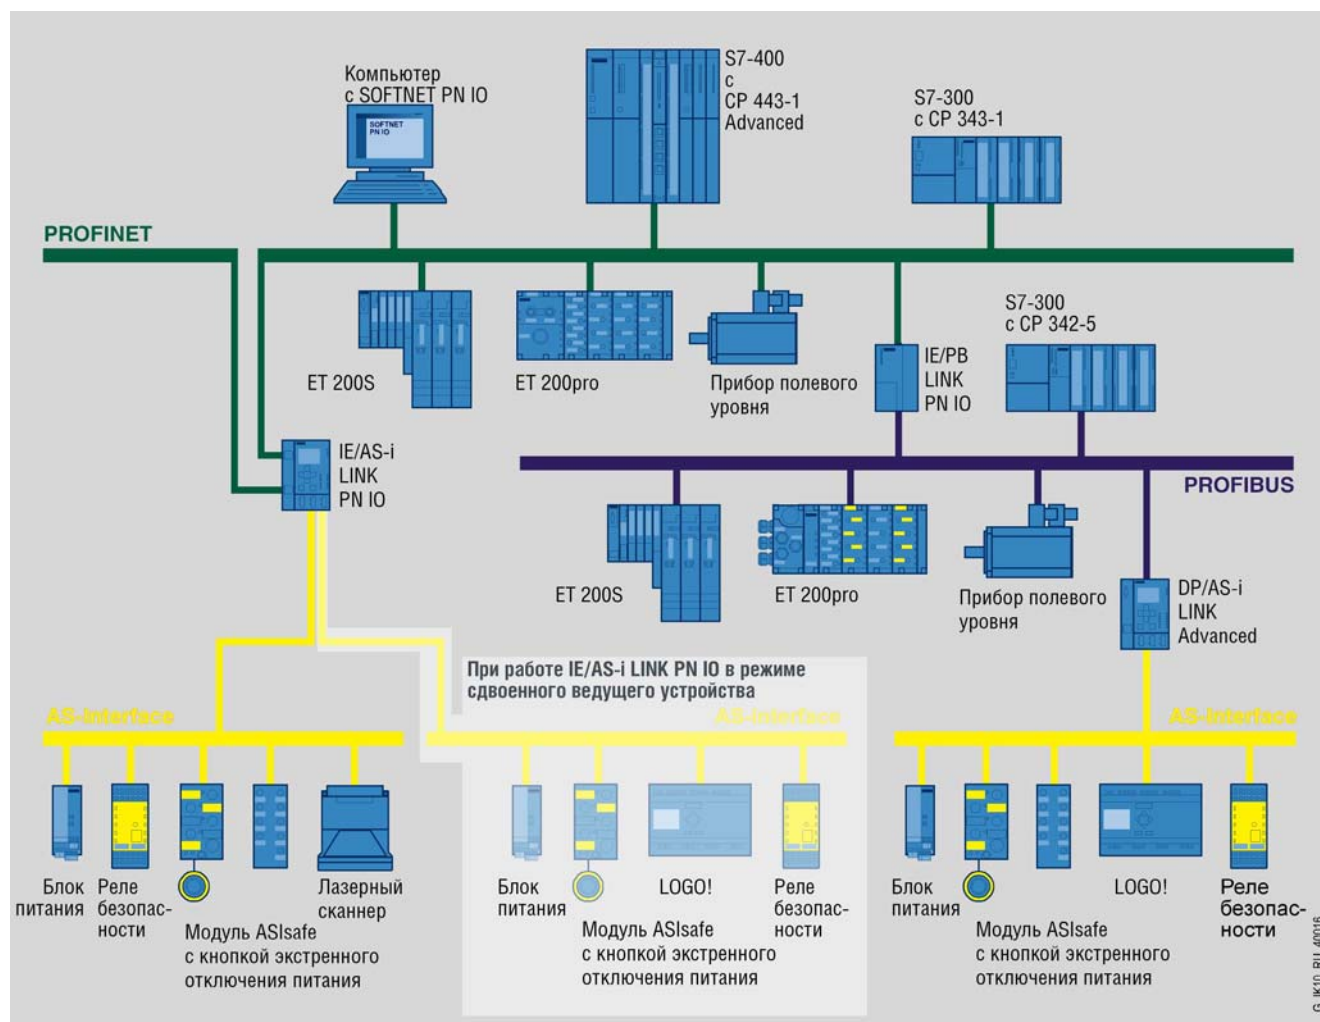 Компьютер
с SOFTNET PN IO
SOFTNET
PN IO
S7-400
с
CP 443-1
Advanced
S7-300
с CP 343-1
PROFINET
ET 200S
ET 200pro
Прибор полевого
уровня
IE/PB
LINK
PN IO
S7-300
с CP 342-5
IE/AS-i
LINK
PN IO
PROFIBUS
ET 200S
ET 200pro
Прибор полевого
уровня
DP/AS-i
LINK
Advanced
При работе IE/AS-i LINK PN IO в режиме
сдвоенного ведущего устройства
AS-Interface
AS-Interface
AS-Interface
Блок
питания
Реле
безопас-
ности
Модуль ASIsafe
с кнопкой экстренного
отключения питания
Лазерный
сканнер
Блок
питания
Модуль ASIsafe
с кнопкой экстренного
отключения питания
LOGO!
Реле
безопас-
ности
Блок
питания
Модуль ASIsafe
с кнопкой экстренного
отключения питания
LOGO!
Реле
безопас-
ности
G_IK10_RU_40016